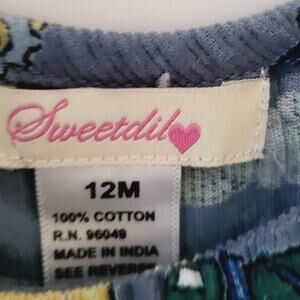 Sweetdil
12M
100% COTTON
R.N. 96049
MADE IN INDIA
SEE REVERSE